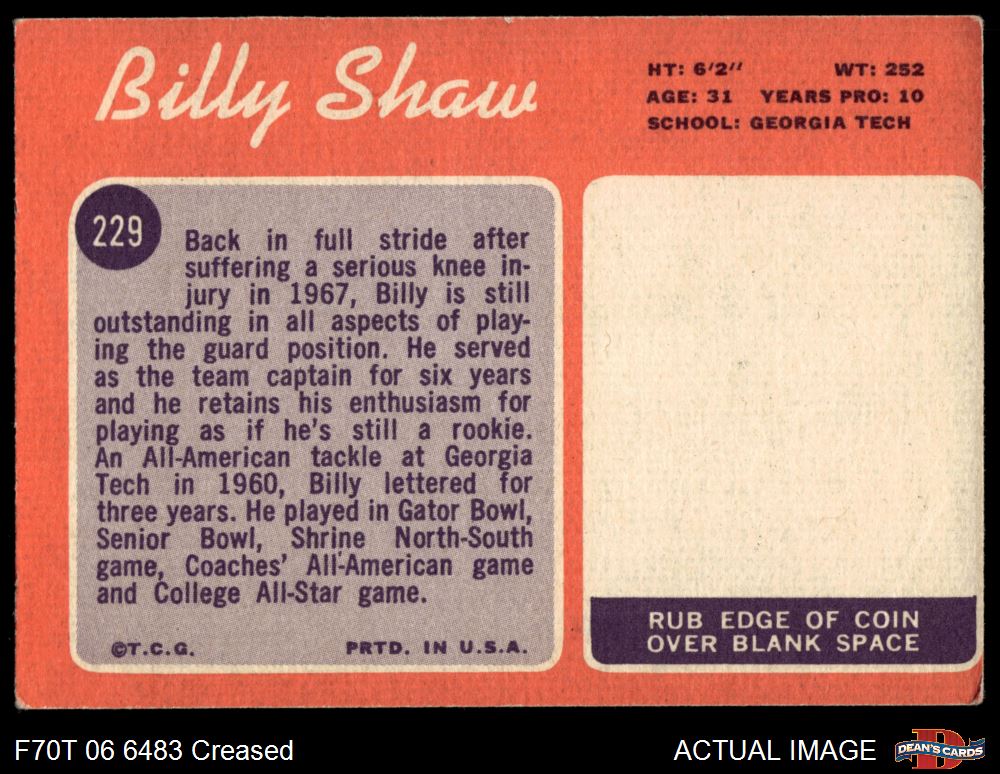 Billy Shaw
HT: 6'2" WT: 252
AGE: 31 YEARS PRO: 10
SCHOOL: GEORGIA TECH
229
Back in full stride after
suffering a serious knee in-
jury in 1967, Billy is still
outstanding in all aspects of play-
ing the guard position. He served
as the team captain for six years
and he retains his enthusiasm for
playing as if he's still a rookie.
An All-American tackle at Georgia
Tech in 1960, Billy lettered for
three years. He played in Gator Bowl,
Senior Bowl, Shrine North-South
game, Coaches' All-American game
and College All-Star game.
©T.C.G. PRTD. IN U.S.A.
RUB EDGE OF COIN
OVER BLANK SPACE
F70T 06 6483 Creased
ACTUAL IMAGE
D
DEAN'S CARDS